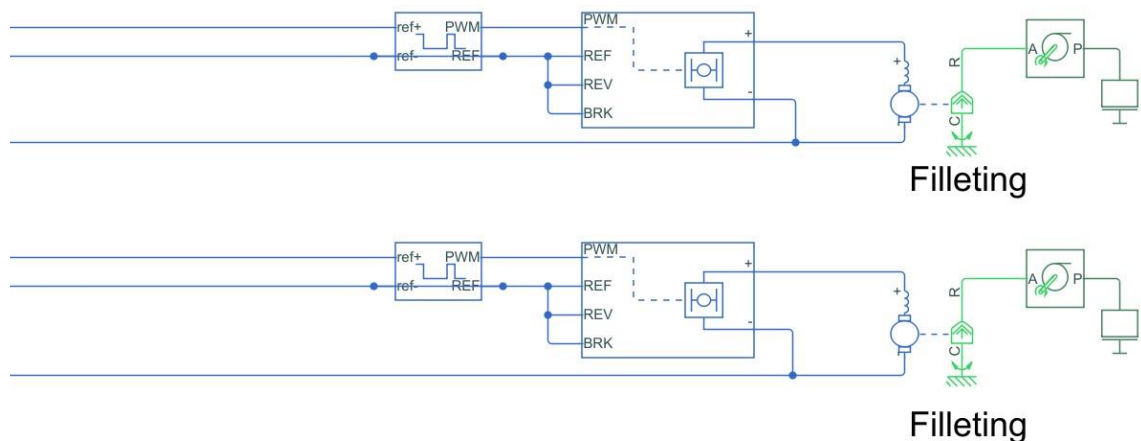 ref+ PWM
ref- REF
PWM
REF
REV
BRK
+
-
+
R
C
A P
Filleting
ref+ PWM
ref- REF
PWM
REF
REV
BRK
+
-
+
R
C
A P
Filleting